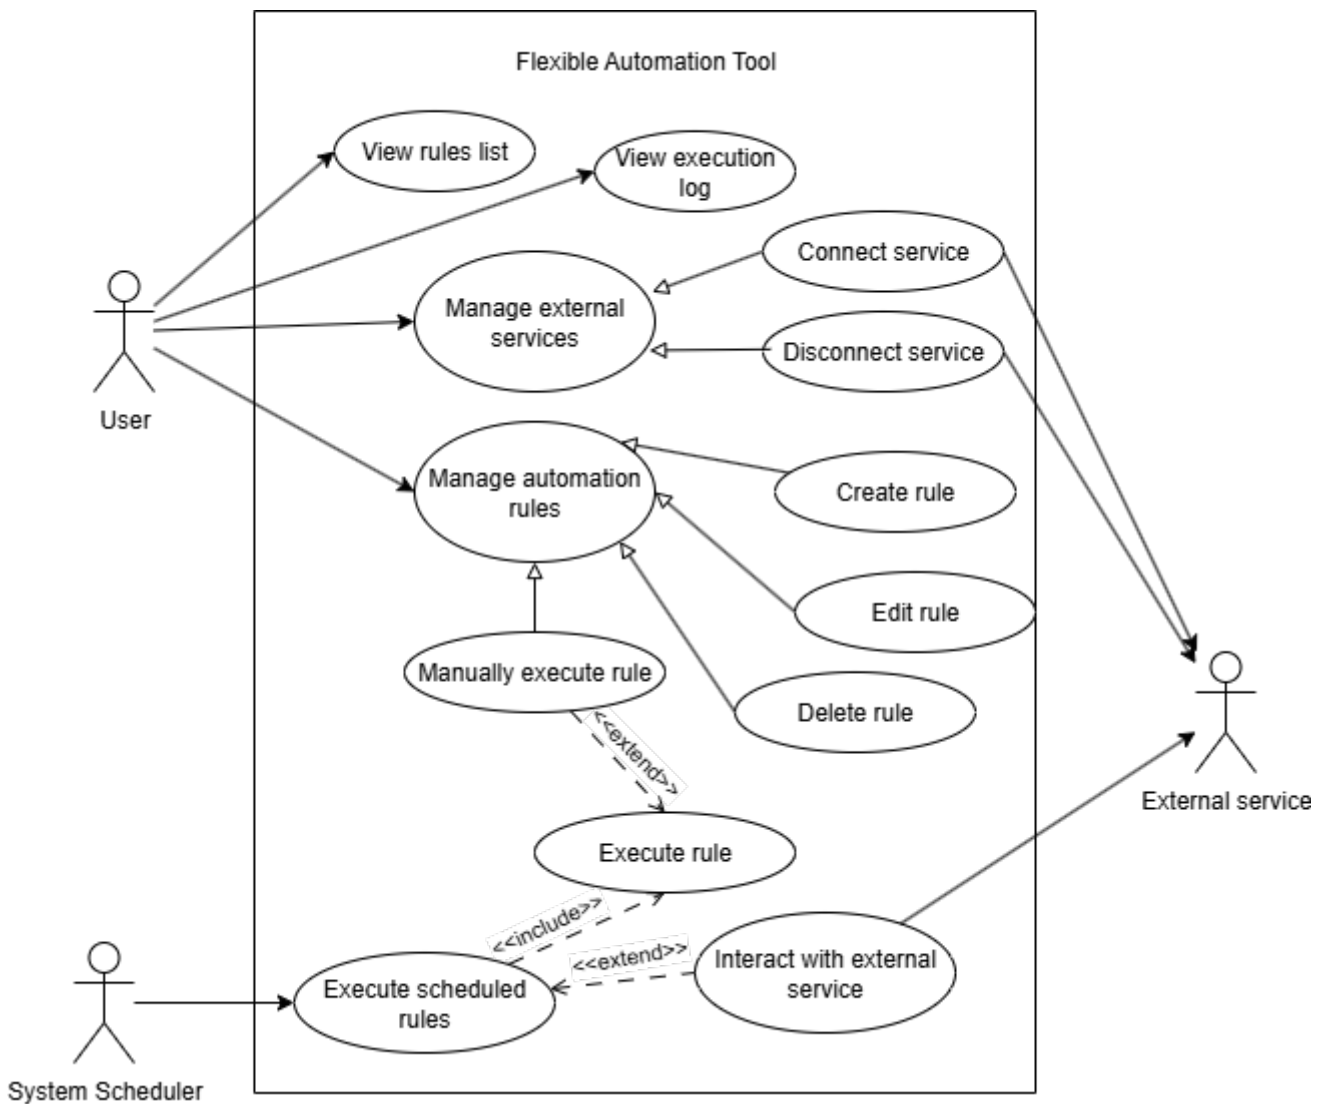 Flexible Automation Tool
View rules list
View execution
log
Connect service
Manage external
services
Disconnect service
User
Manage automation
rules
Create rule
Edit rule
Manually execute rule
Delete rule
<<extend>>
External service
Execute rule
<<include>>
<<extend>>
Interact with external
service
Execute scheduled
rules
System Scheduler